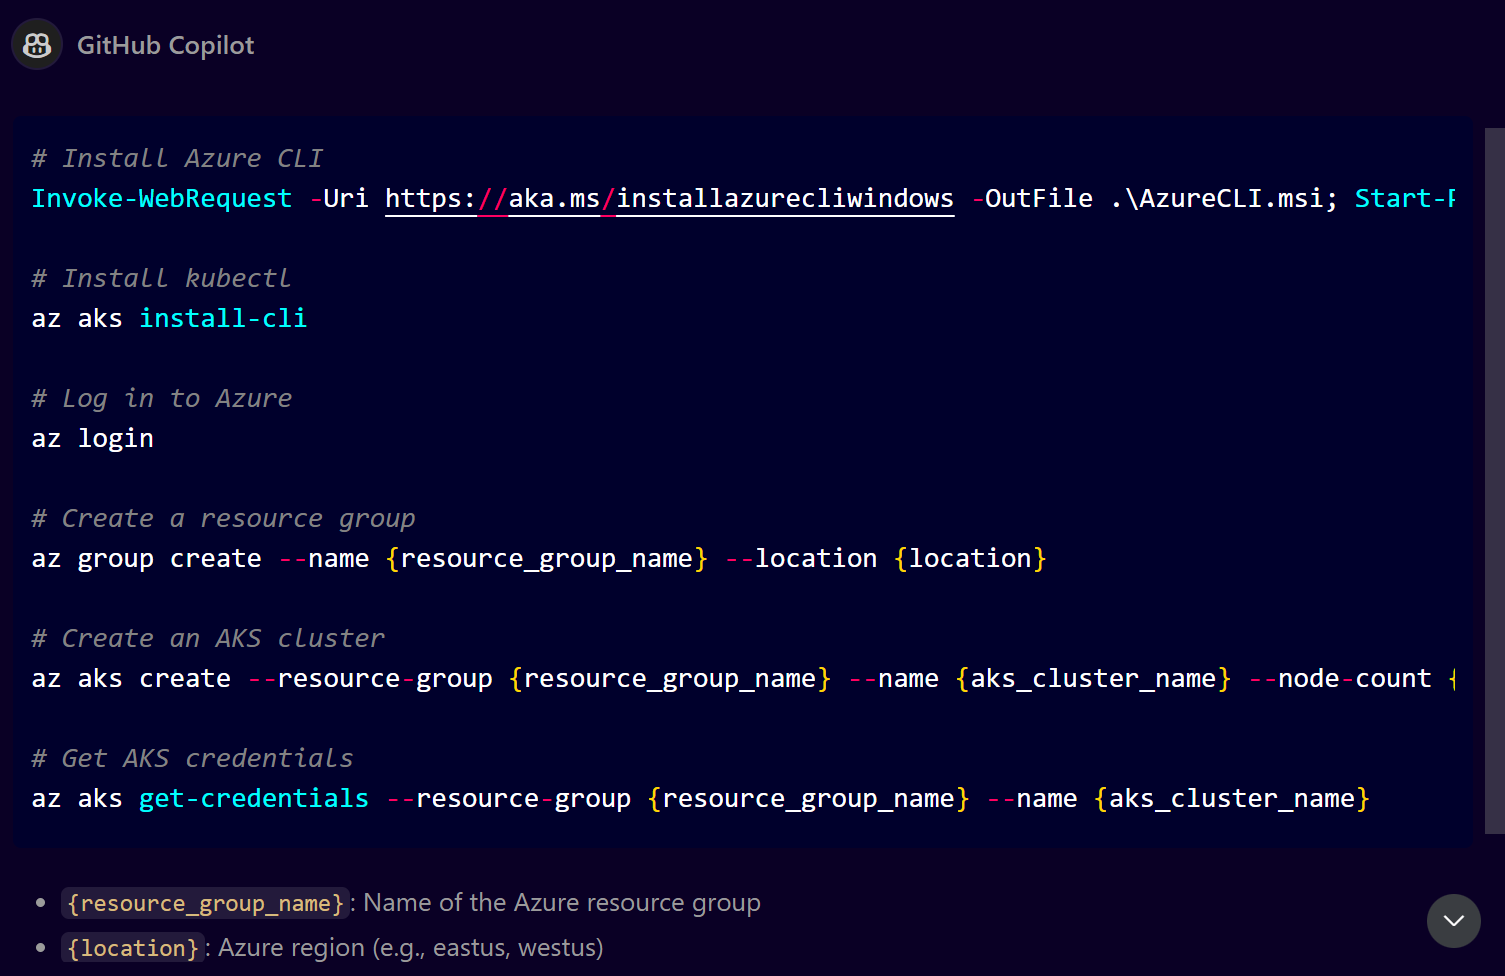 GitHub Copilot
# Install Azure CLI
Invoke-WebRequest -Uri https://aka.ms/installazurecliwindows -OutFile .\AzureCLI.msi; Start-P
# Install kubectl
az aks install-cli
# Log in to Azure
az login
# Create a resource group
az group create --name {resource_group_name} --location {location}
# Create an AKS cluster
az aks create --resource-group {resource_group_name} --name {aks_cluster_name} --node-count {
# Get AKS credentials
az aks get-credentials --resource-group {resource_group_name} --name {aks_cluster_name}
• {resource_group_name}: Name of the Azure resource group
• {location}: Azure region (e.g., eastus, westus)